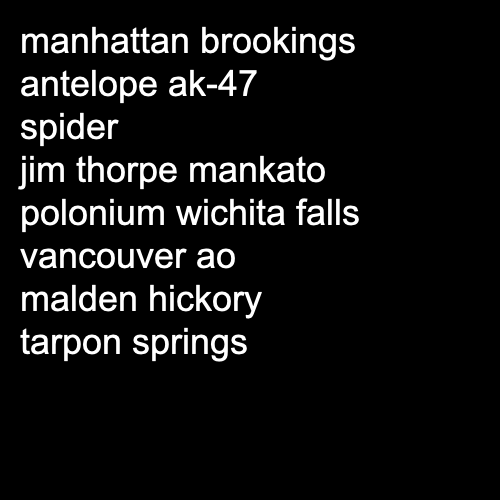 manhattan brookings
antelope ak-47
spider
jim thorpe mankato
polonium wichita falls
vancouver ao
malden hickory
tarpon springs